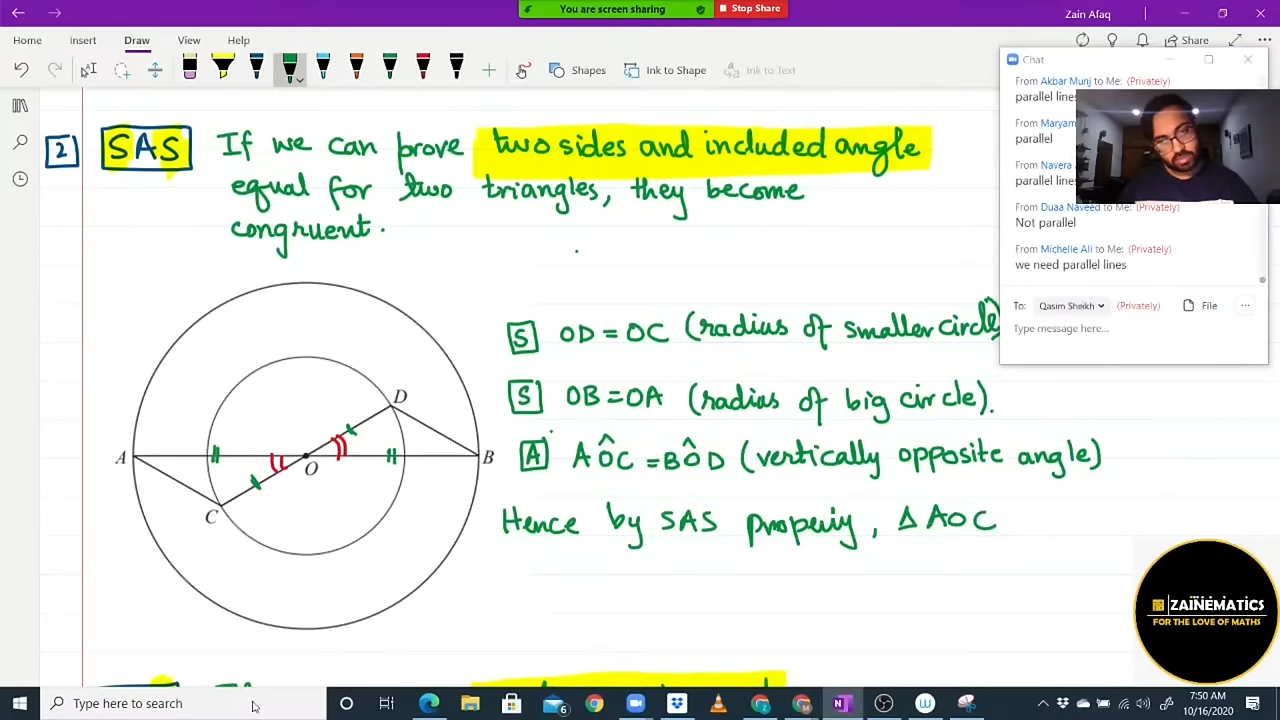 You are screen sharing
Stop Share
Zain Afaq
Home Insert Draw View Help
Share
Shapes
Ink to Shape
Ink to Text
Chat
From Akbar Munj to Me: (Privately)
parallel lines
From Maryam
parallel
From Navera
parallel lines
From Duaa Naveed to Me: (Privately)
Not parallel
From Michelle Ali to Me: (Privately)
we need parallel lines
To: Qasim Sheikh (Privately) File
Type message here...
2 SAS If we can prove two sides and included angle
equal for two triangles, they become
congruent.
A
B
C
D
O
S OD = OC (radius of smaller circle)
S OB = OA (radius of big circle).
A AÔC = BÔD (vertically opposite angle)
Hence by SAS property, Δ AOC
ZAINEMATICS
FOR THE LOVE OF MATHS
Type here to search
6
7:50 AM
10/16/2020